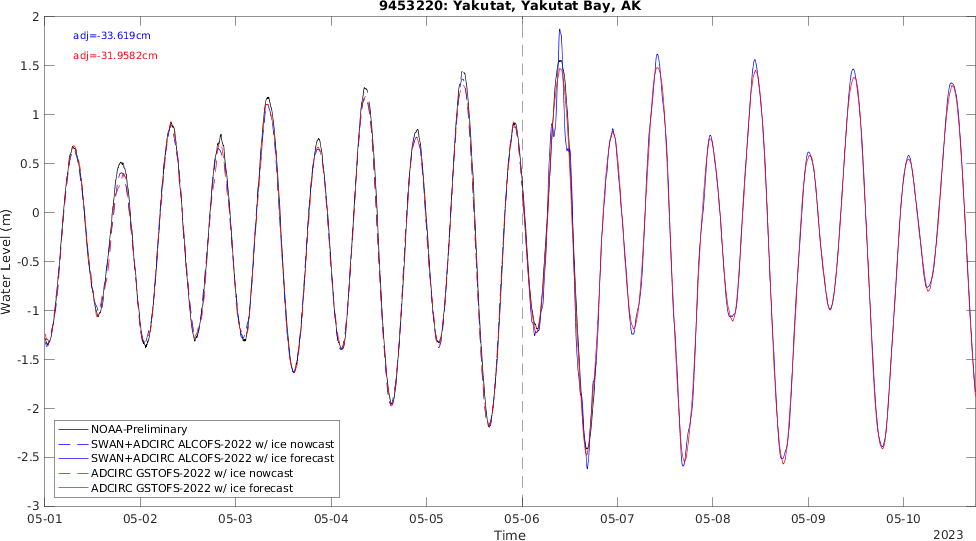 9453220: Yakutat, Yakutat Bay, AK
adj=-33.619cm
adj=-31.9582cm
2
1.5
1
0.5
0
-0.5
-1
-1.5
-2
-2.5
-3
Water Level (m)
NOAA-Preliminary
SWAN+ADCIRC ALCOFS-2022 w/ ice nowcast
SWAN+ADCIRC ALCOFS-2022 w/ ice forecast
ADCIRC GSTOFS-2022 w/ ice nowcast
ADCIRC GSTOFS-2022 w/ ice forecast
05-01 05-02 05-03 05-04 05-05 05-06 05-07 05-08 05-09 05-10
Time
2023